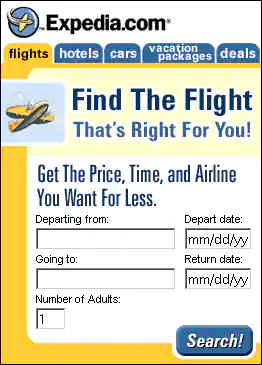 Expedia.com®
flights hotels cars vacation packages deals
Find The Flight
That's Right For You!
Get The Price, Time, and Airline
You Want For Less.
Departing from: Depart date:
mm/dd/yy
Going to: Return date:
mm/dd/yy
Number of Adults:
1
Search!